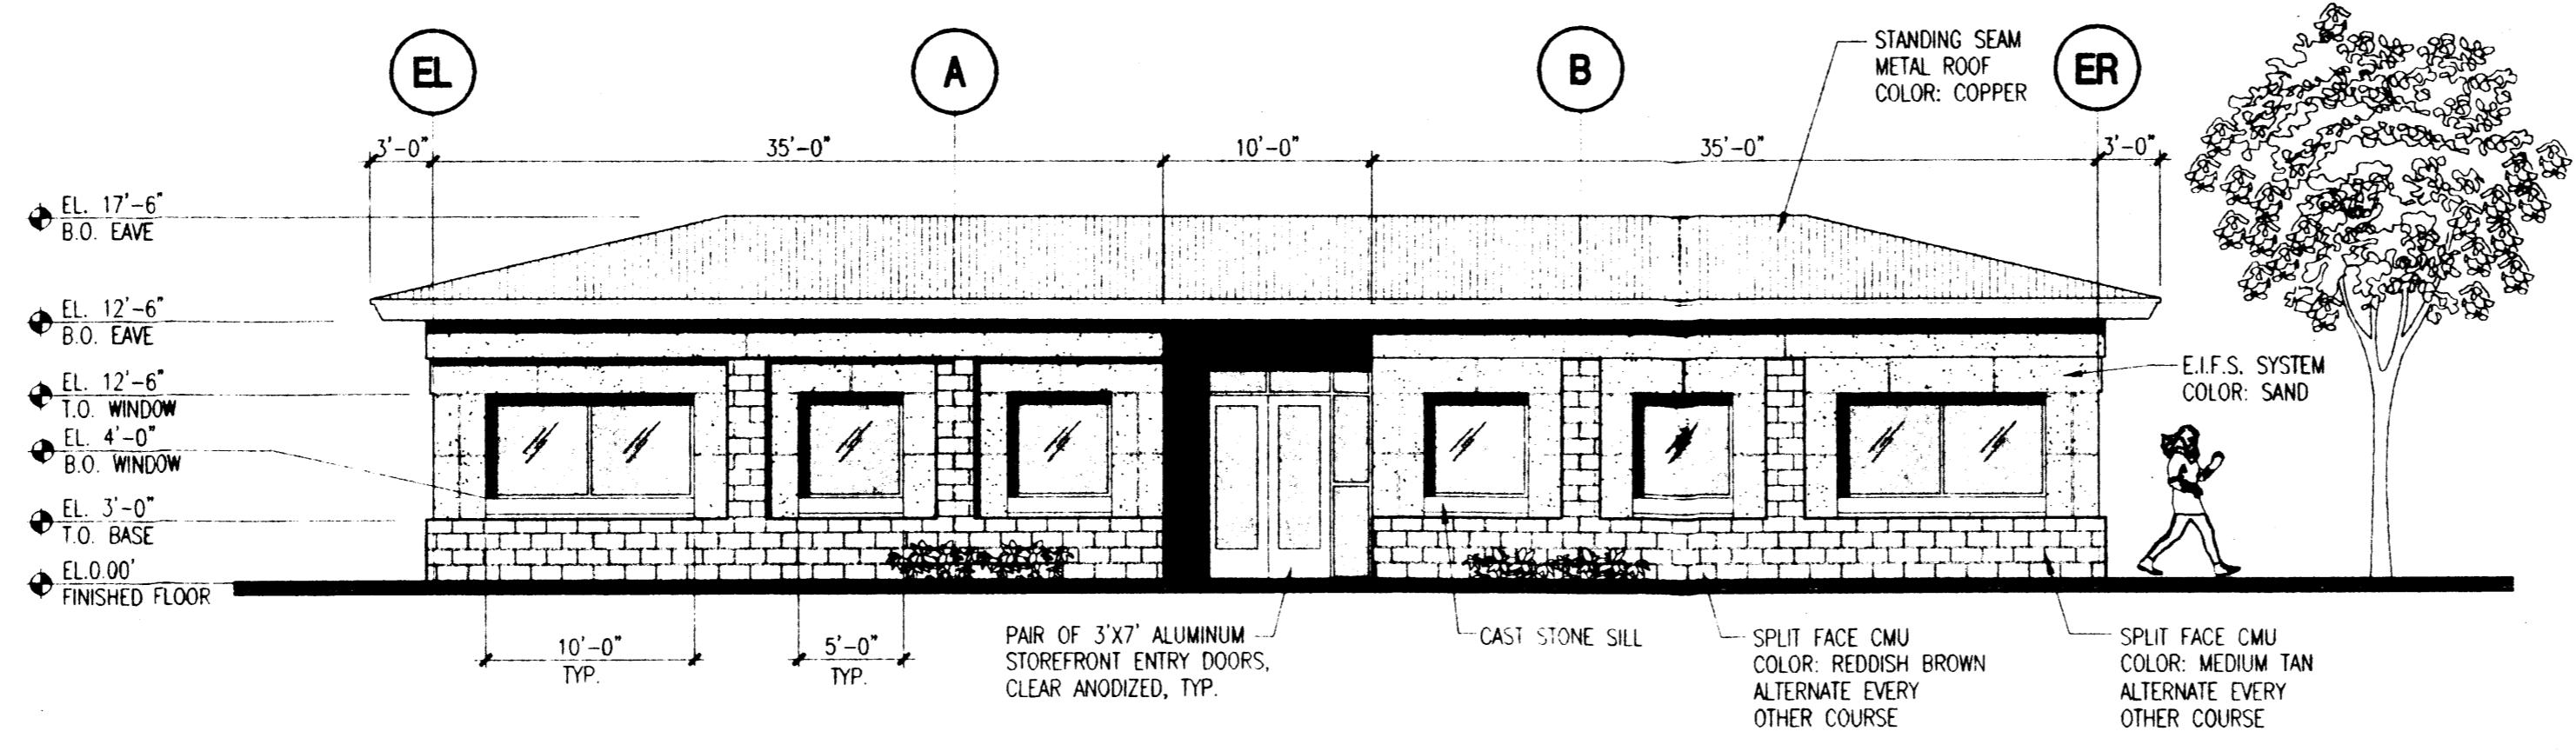 EL
A
B
ER
STANDING SEAM
METAL ROOF
COLOR: COPPER
3'-0"
35'-0"
10'-0"
35'-0"
3'-0"
EL. 17'-6"
B.O. EAVE
EL. 12'-6"
B.O. EAVE
EL. 12'-6"
T.O. WINDOW
EL. 4'-0"
B.O. WINDOW
EL. 3'-0"
T.O. BASE
EL.0.00'
FINISHED FLOOR
E.I.F.S. SYSTEM
COLOR: SAND
10'-0"
TYP.
5'-0"
TYP.
PAIR OF 3'X7' ALUMINUM
STOREFRONT ENTRY DOORS,
CLEAR ANODIZED, TYP.
CAST STONE SILL
SPLIT FACE CMU
COLOR: REDDISH BROWN
ALTERNATE EVERY
OTHER COURSE
SPLIT FACE CMU
COLOR: MEDIUM TAN
ALTERNATE EVERY
OTHER COURSE